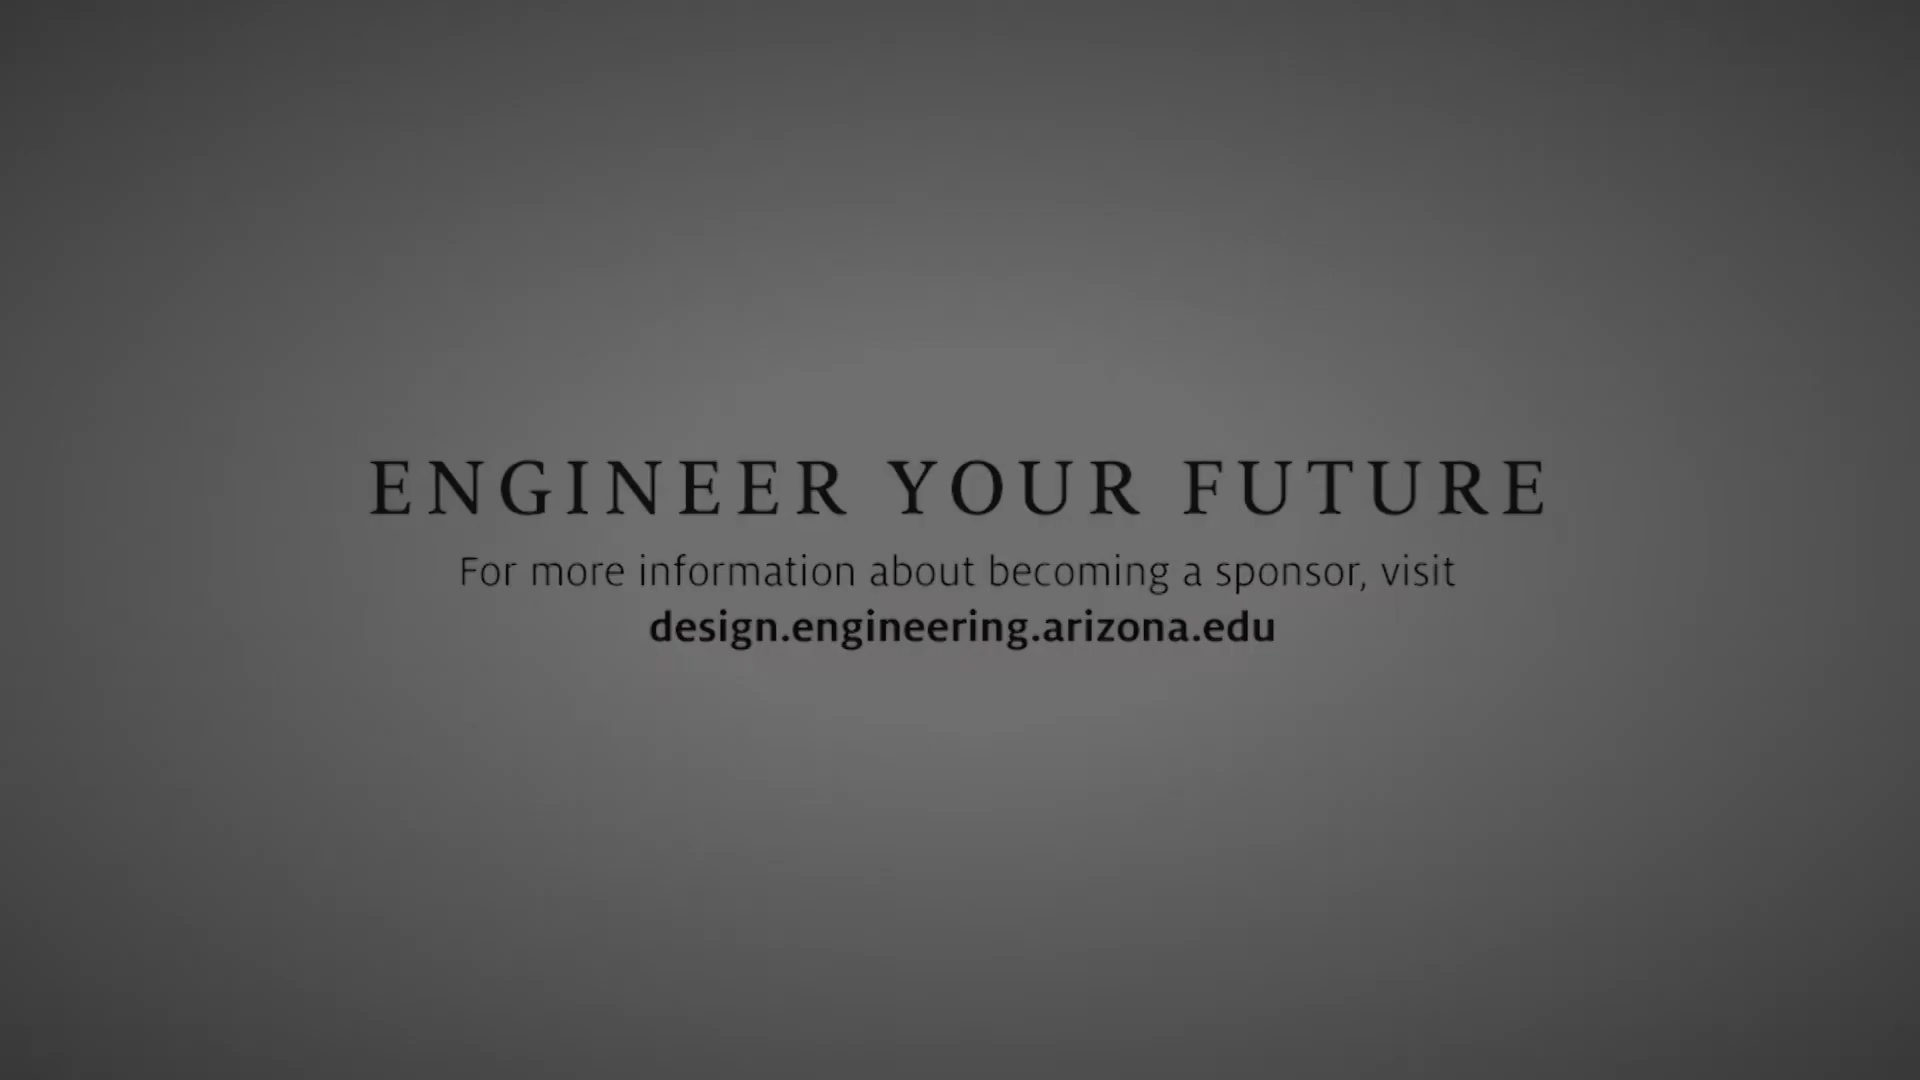 ENGINEER YOUR FUTURE
For more information about becoming a sponsor, visit
design.engineering.arizona.edu